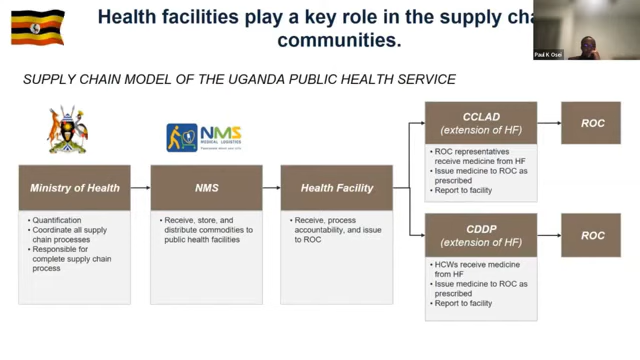 Health facilities play a key role in the supply cha
communities.
Paul K Osei
SUPPLY CHAIN MODEL OF THE UGANDA PUBLIC HEALTH SERVICE
NMS
MEDICAL LOGISTICS
Ministry of Health
• Quantification
• Coordinate all supply
chain processes
• Responsible for
complete supply chain
process
NMS
• Receive, store, and
distribute commodities to
public health facilities
Health Facility
• Receive, process
accountability, and issue
to ROC
CCLAD
(extension of HF)
• ROC representatives
receive medicine from HF
• Issue medicine to ROC as
prescribed
• Report to facility
ROC
CDDP
(extension of HF)
• HCWs receive medicine
from HF
• Issue medicine to ROC as
prescribed
• Report to facility
ROC